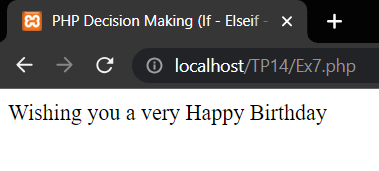 PHP Decision Making (If - Elseif -
localhost/TP14/Ex7.php
Wishing you a very Happy Birthday